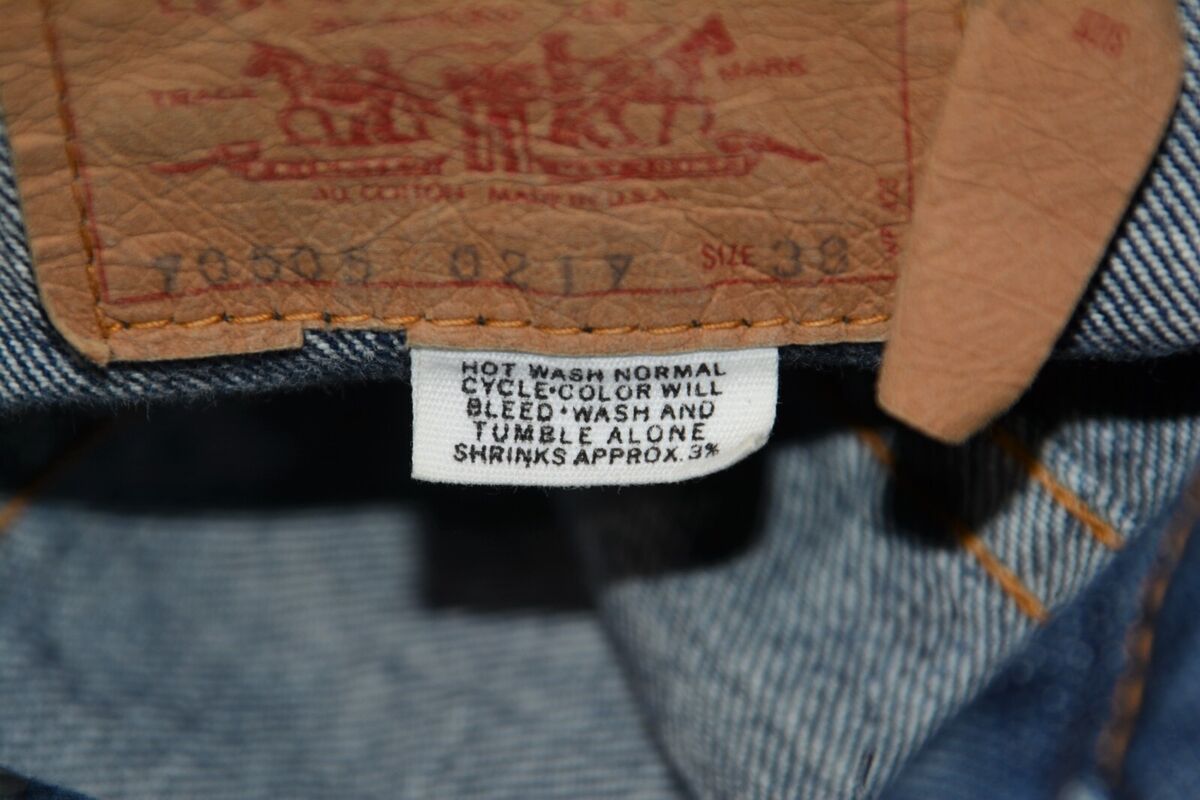 TRADE MARK
COTTON MADE IN U.S.A.
70505 0217 SIZE 38
HOT WASH NORMAL
CYCLE•COLOR WILL
BLEED•WASH AND
TUMBLE ALONE
SHRINKS APPROX. 3%